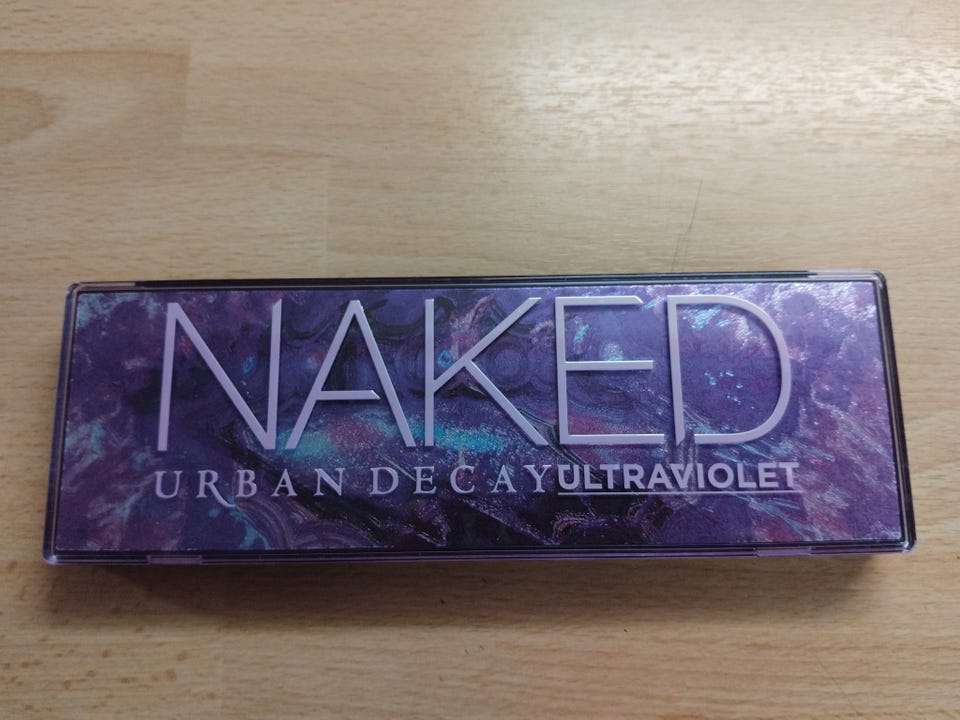 NAKED
URBAN DECAY ULTRAVIOLET